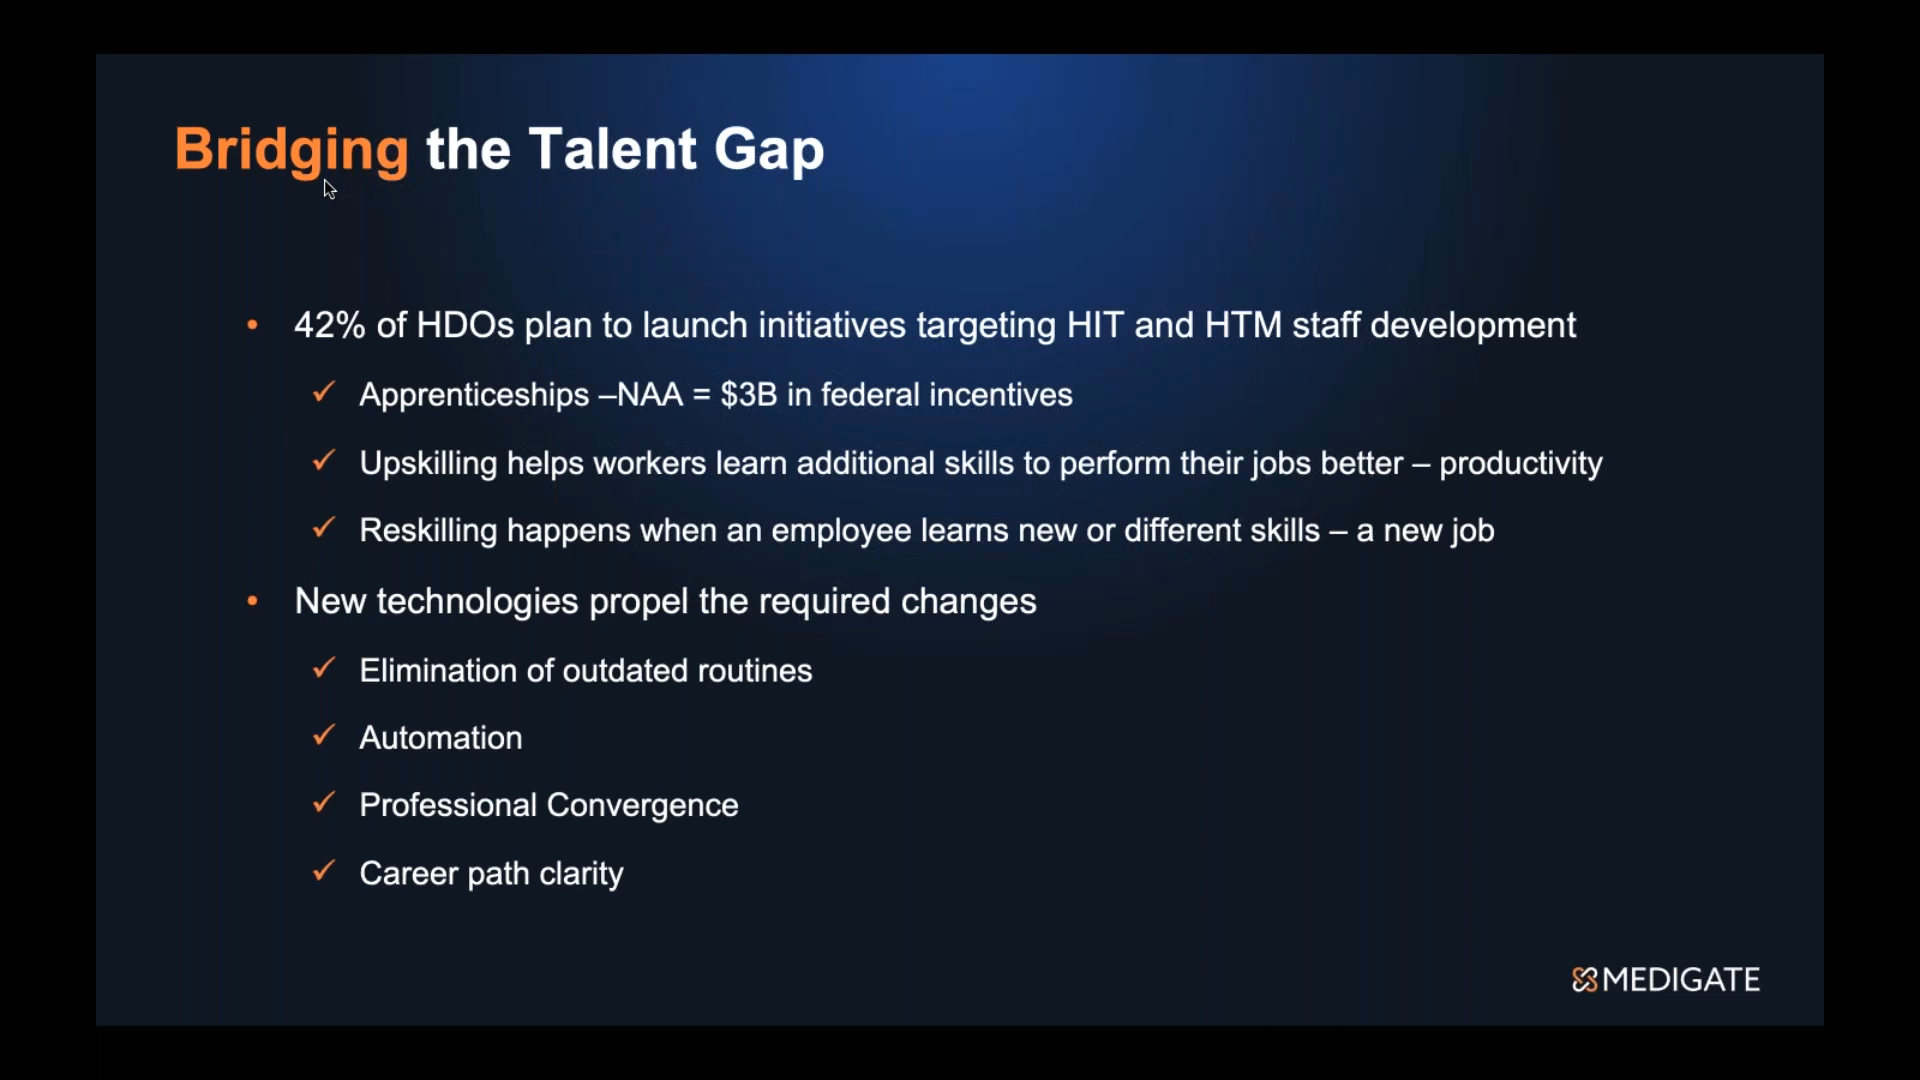 Bridging the Talent Gap
• 42% of HDOs plan to launch initiatives targeting HIT and HTM staff development
✓ Apprenticeships –NAA = $3B in federal incentives
✓ Upskilling helps workers learn additional skills to perform their jobs better – productivity
✓ Reskilling happens when an employee learns new or different skills – a new job
• New technologies propel the required changes
✓ Elimination of outdated routines
✓ Automation
✓ Professional Convergence
✓ Career path clarity
MEDIGATE